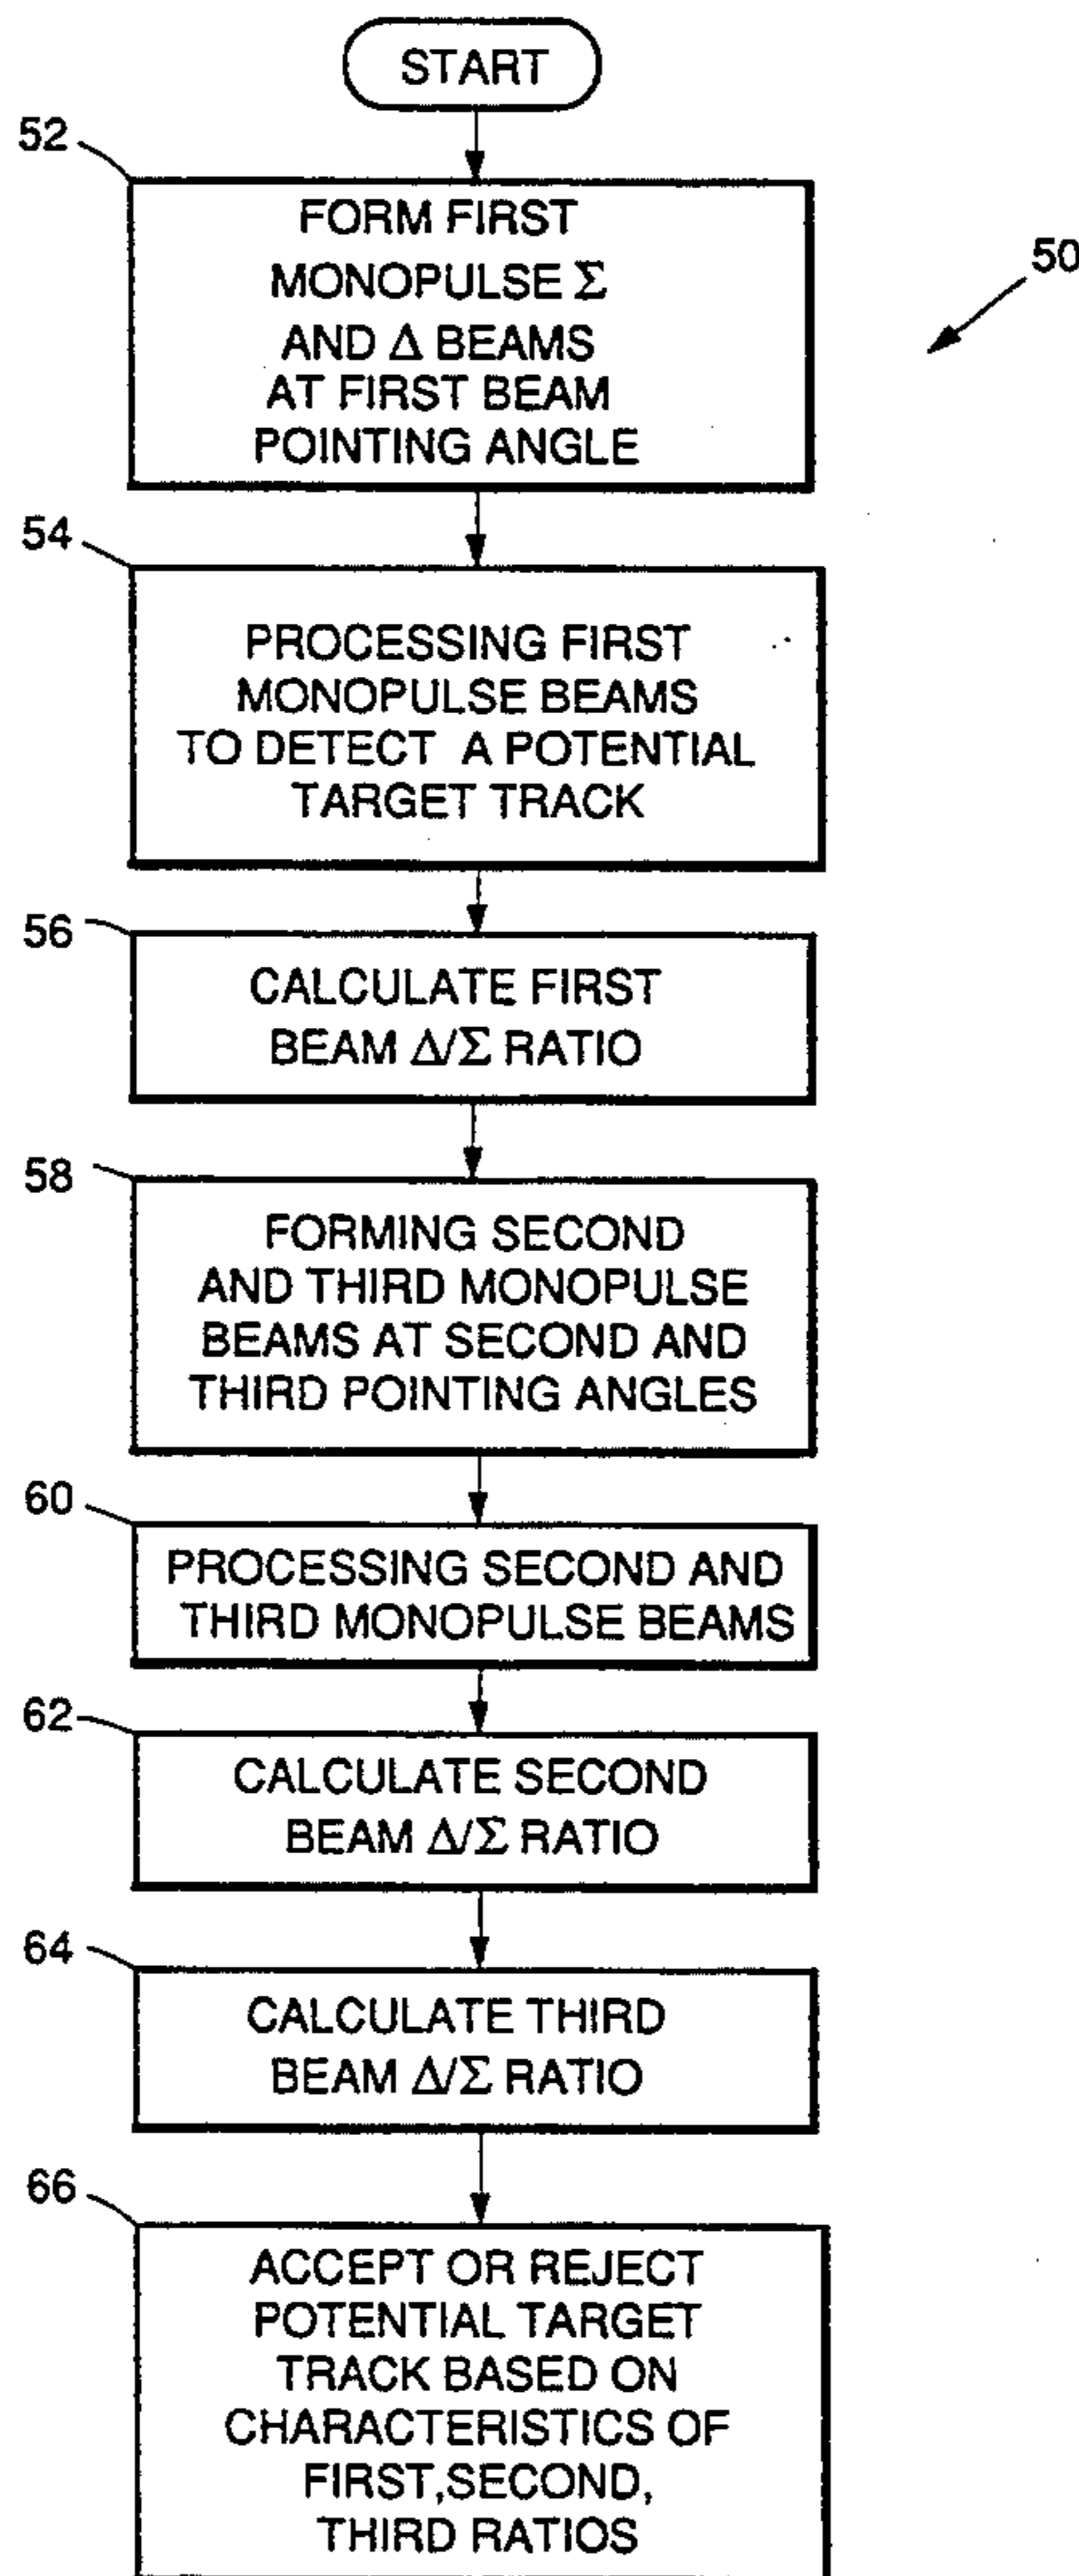 START
52
FORM FIRST
MONOPULSE Σ
AND Δ BEAMS
AT FIRST BEAM
POINTING ANGLE
50
54
PROCESSING FIRST
MONOPULSE BEAMS
TO DETECT A POTENTIAL
TARGET TRACK
56
CALCULATE FIRST
BEAM Δ/Σ RATIO
58
FORMING SECOND
AND THIRD MONOPULSE
BEAMS AT SECOND AND
THIRD POINTING ANGLES
60
PROCESSING SECOND AND
THIRD MONOPULSE BEAMS
62
CALCULATE SECOND
BEAM Δ/Σ RATIO
64
CALCULATE THIRD
BEAM Δ/Σ RATIO
66
ACCEPT OR REJECT
POTENTIAL TARGET
TRACK BASED ON
CHARACTERISTICS OF
FIRST,SECOND,
THIRD RATIOS